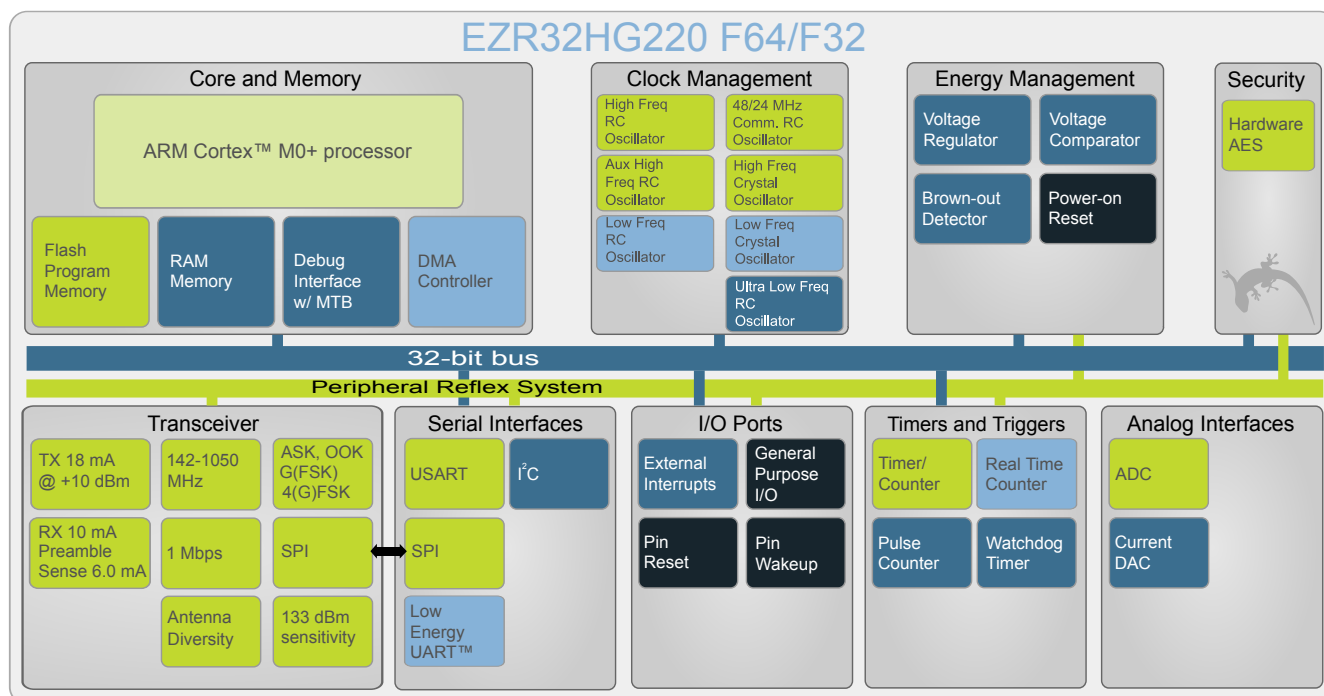 EZR32HG220 F64/F32
Core and Memory
ARM Cortex™ M0+ processor
Flash
Program
Memory
RAM
Memory
Debug
Interface
w/ MTB
DMA
Controller
Clock Management
High Freq
RC
Oscillator
48/24 MHz
Comm. RC
Oscillator
Aux High
Freq RC
Oscillator
High Freq
Crystal
Oscillator
Low Freq
RC
Oscillator
Low Freq
Crystal
Oscillator
Ultra Low Freq
RC
Oscillator
Energy Management
Voltage
Regulator
Voltage
Comparator
Brown-out
Detector
Power-on
Reset
Security
Hardware
AES
32-bit bus
Peripheral Reflex System
Transceiver
TX 18 mA
@ +10 dBm
142-1050
MHz
ASK, OOK
G(FSK)
4(G)FSK
RX 10 mA
Preamble
Sense 6.0 mA
1 Mbps
SPI
Antenna
Diversity
133 dBm
sensitivity
Serial Interfaces
USART
I²C
SPI
Low
Energy
UART™
I/O Ports
External
Interrupts
General
Purpose
I/O
Pin
Reset
Pin
Wakeup
Timers and Triggers
Timer/
Counter
Real Time
Counter
Pulse
Counter
Watchdog
Timer
Analog Interfaces
ADC
Current
DAC